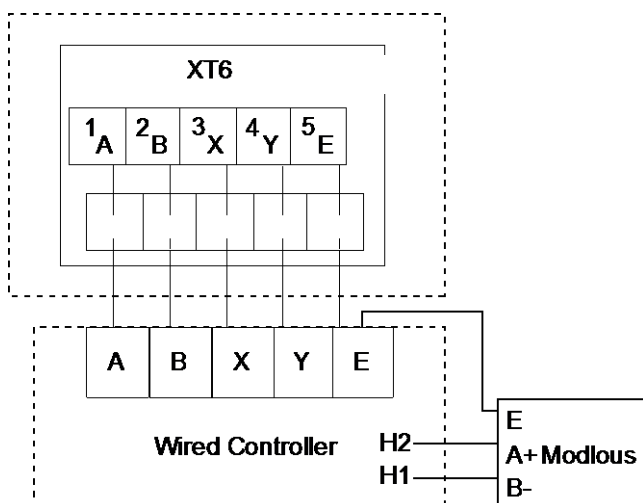 XT6
1A 2B 3X 4Y 5E
A B X Y E
E
Wired Controller H2 A+ Modlous
H1 B-